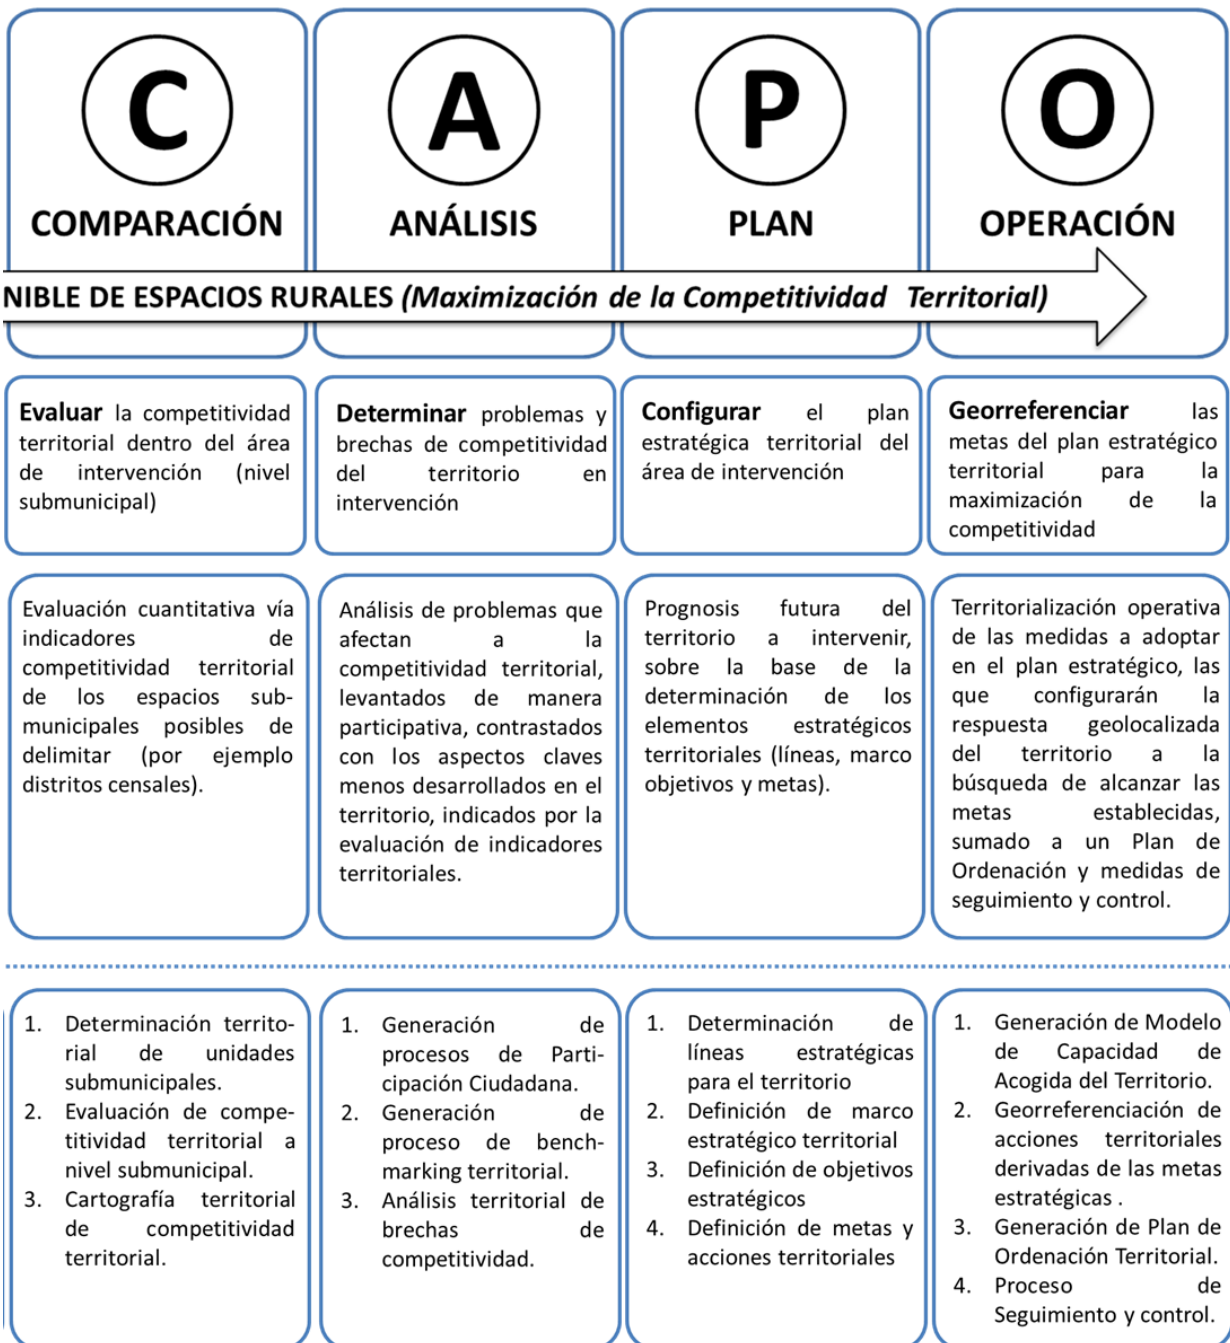 C
COMPARACIÓN
A
ANÁLISIS
P
PLAN
O
OPERACIÓN
NIBLE DE ESPACIOS RURALES (Maximización de la Competitividad Territorial)
Evaluar la competitividad
territorial dentro del área
de intervención (nivel
submunicipal)
Determinar problemas y
brechas de competitividad
del territorio en
intervención
Configurar el plan
estratégica territorial del
área de intervención
Georreferenciar las
metas del plan estratégico
territorial para la
maximización de la
competitividad
Evaluación cuantitativa vía
indicadores de
competitividad territorial
de los espacios sub-
municipales posibles de
delimitar (por ejemplo
distritos censales).
Análisis de problemas que
afectan a la
competitividad territorial,
levantados de manera
participativa, contrastados
con los aspectos claves
menos desarrollados en el
territorio, indicados por la
evaluación de indicadores
territoriales.
Prognosis futura del
territorio a intervenir,
sobre la base de la
determinación de los
elementos estratégicos
territoriales (líneas, marco
objetivos y metas).
Territorialización operativa
de las medidas a adoptar
en el plan estratégico, las
que configurarán la
respuesta geolocalizada
del territorio a la
búsqueda de alcanzar las
metas establecidas,
sumado a un Plan de
Ordenación y medidas de
seguimiento y control.
1. Determinación territo-
rial de unidades
submunicipales.
2. Evaluación de compe-
titividad territorial a
nivel submunicipal.
3. Cartografía territorial
de competitividad
territorial.
1. Generación de
procesos de Parti-
cipación Ciudadana.
2. Generación de
proceso de bench-
marking territorial.
3. Análisis territorial de
brechas de
competitividad.
1. Determinación de
líneas estratégicas
para el territorio
2. Definición de marco
estratégico territorial
3. Definición de objetivos
estratégicos
4. Definición de metas y
acciones territoriales
1. Generación de Modelo
de Capacidad de
Acogida del Territorio.
2. Georreferenciación de
acciones territoriales
derivadas de las metas
estratégicas .
3. Generación de Plan de
Ordenación Territorial.
4. Proceso de
Seguimiento y control.